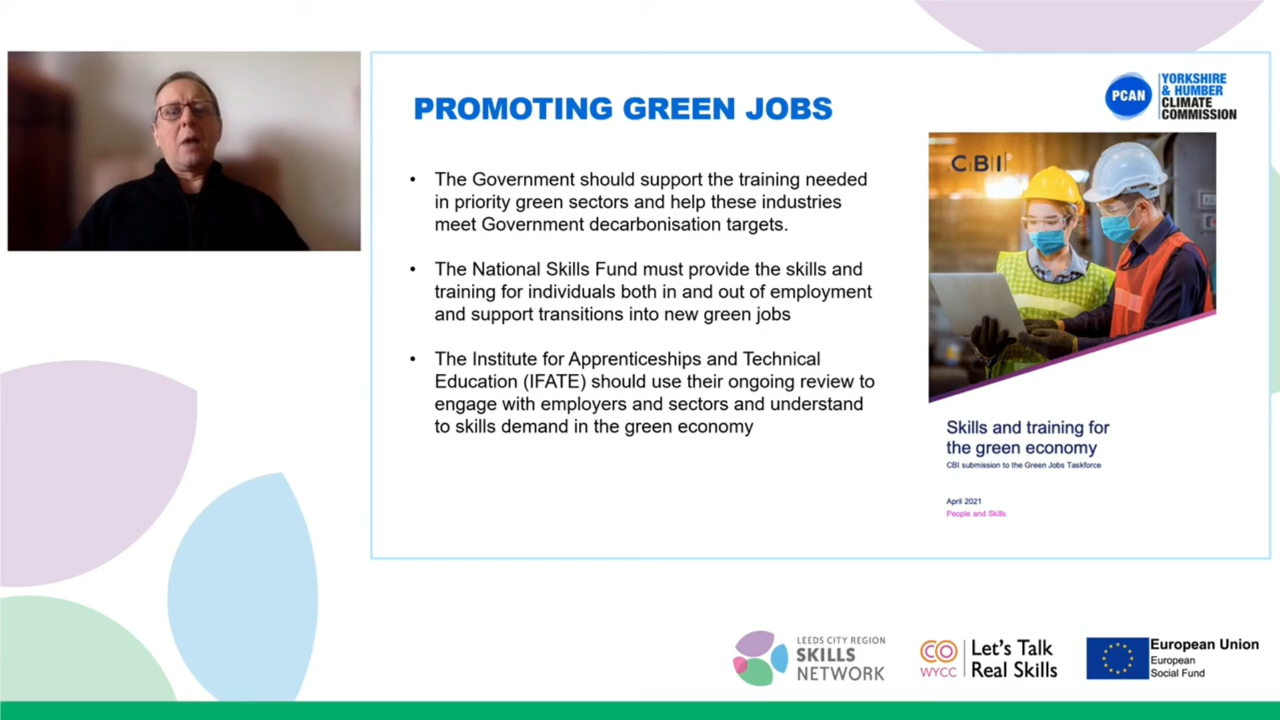 PROMOTING GREEN JOBS
PCAN
YORKSHIRE
& HUMBER
CLIMATE
COMMISSION
• The Government should support the training needed
in priority green sectors and help these industries
meet Government decarbonisation targets.
• The National Skills Fund must provide the skills and
training for individuals both in and out of employment
and support transitions into new green jobs
• The Institute for Apprenticeships and Technical
Education (IFATE) should use their ongoing review to
engage with employers and sectors and understand
to skills demand in the green economy
CBI
Skills and training for
the green economy
CBI submission to the Green Jobs Taskforce
April 2021
People and Skills
LEEDS CITY REGION
SKILLS
NETWORK
CO
WYCC
Let's Talk
Real Skills
European Union
European
Social Fund